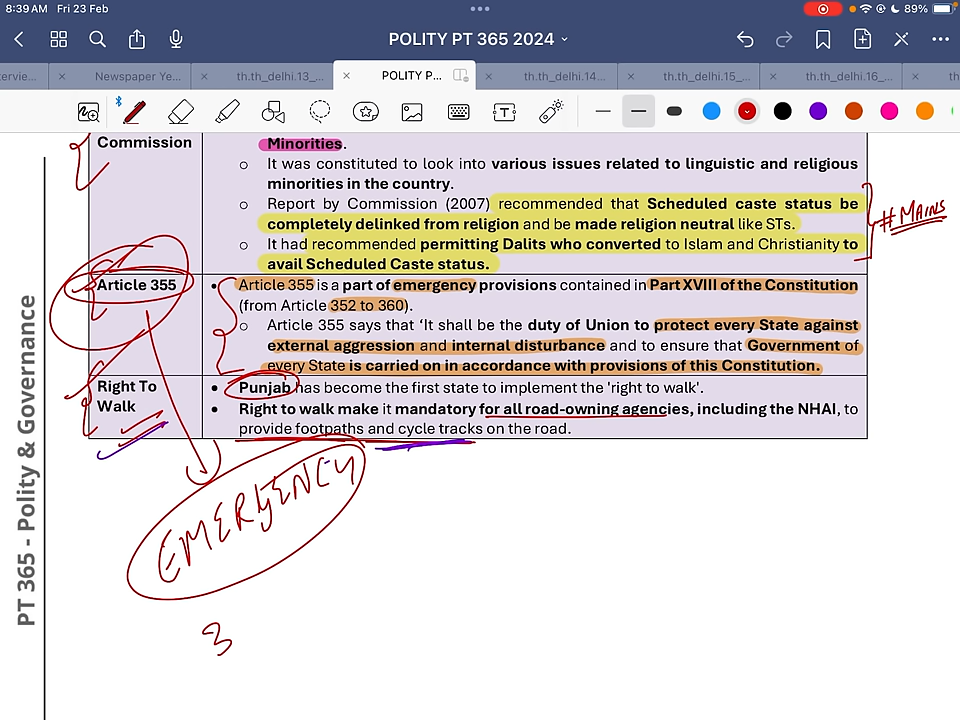 8:39 AM Fri 23 Feb
89%
POLITY PT 365 2024
tervie...
Newspaper Ye...
th.th_delhi.13_...
POLITY P...
th.th_delhi.14...
th.th_delhi.15_...
th.th_delhi.16_...
th
Commission
Minorities.
o It was constituted to look into various issues related to linguistic and religious
minorities in the country.
o Report by Commission (2007) recommended that Scheduled caste status be
completely delinked from religion and be made religion neutral like STs.
o It had recommended permitting Dalits who converted to Islam and Christianity to
avail Scheduled Caste status.
#MAINS
Article 355
• Article 355 is a part of emergency provisions contained in Part XVIII of the Constitution
(from Article 352 to 360).
o Article 355 says that ‘It shall be the duty of Union to protect every State against
external aggression and internal disturbance and to ensure that Government of
every State is carried on in accordance with provisions of this Constitution.
Right To
Walk
• Punjab has become the first state to implement the 'right to walk'.
• Right to walk make it mandatory for all road-owning agencies, including the NHAI, to
provide footpaths and cycle tracks on the road.
EMERGENCY
3
PT 365 - Polity & Governance